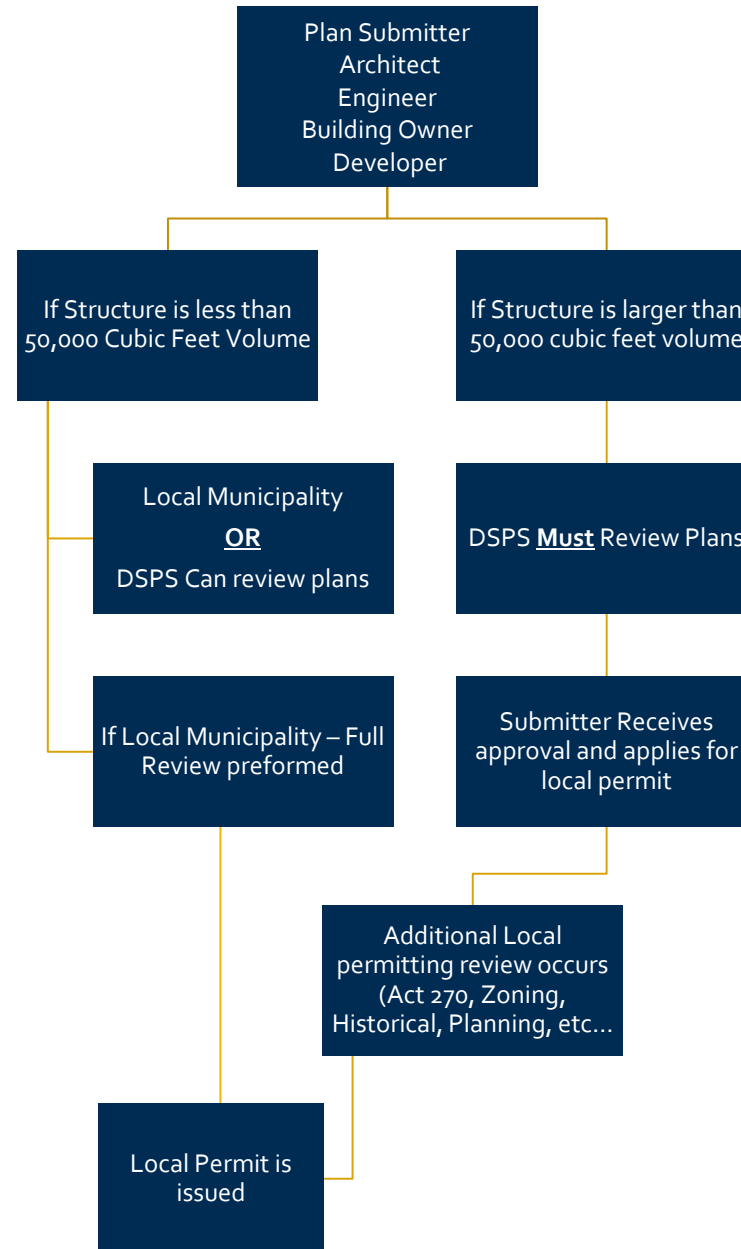 Plan Submitter
Architect
Engineer
Building Owner
Developer
If Structure is less than
50,000 Cubic Feet Volume
If Structure is larger than
50,000 cubic feet volume
Local Municipality
OR
DSPS Can review plans
DSPS Must Review Plans
If Local Municipality – Full
Review preformed
Submitter Receives
approval and applies for
local permit
Additional Local
permitting review occurs
(Act 270, Zoning,
Historical, Planning, etc...
Local Permit is
issued